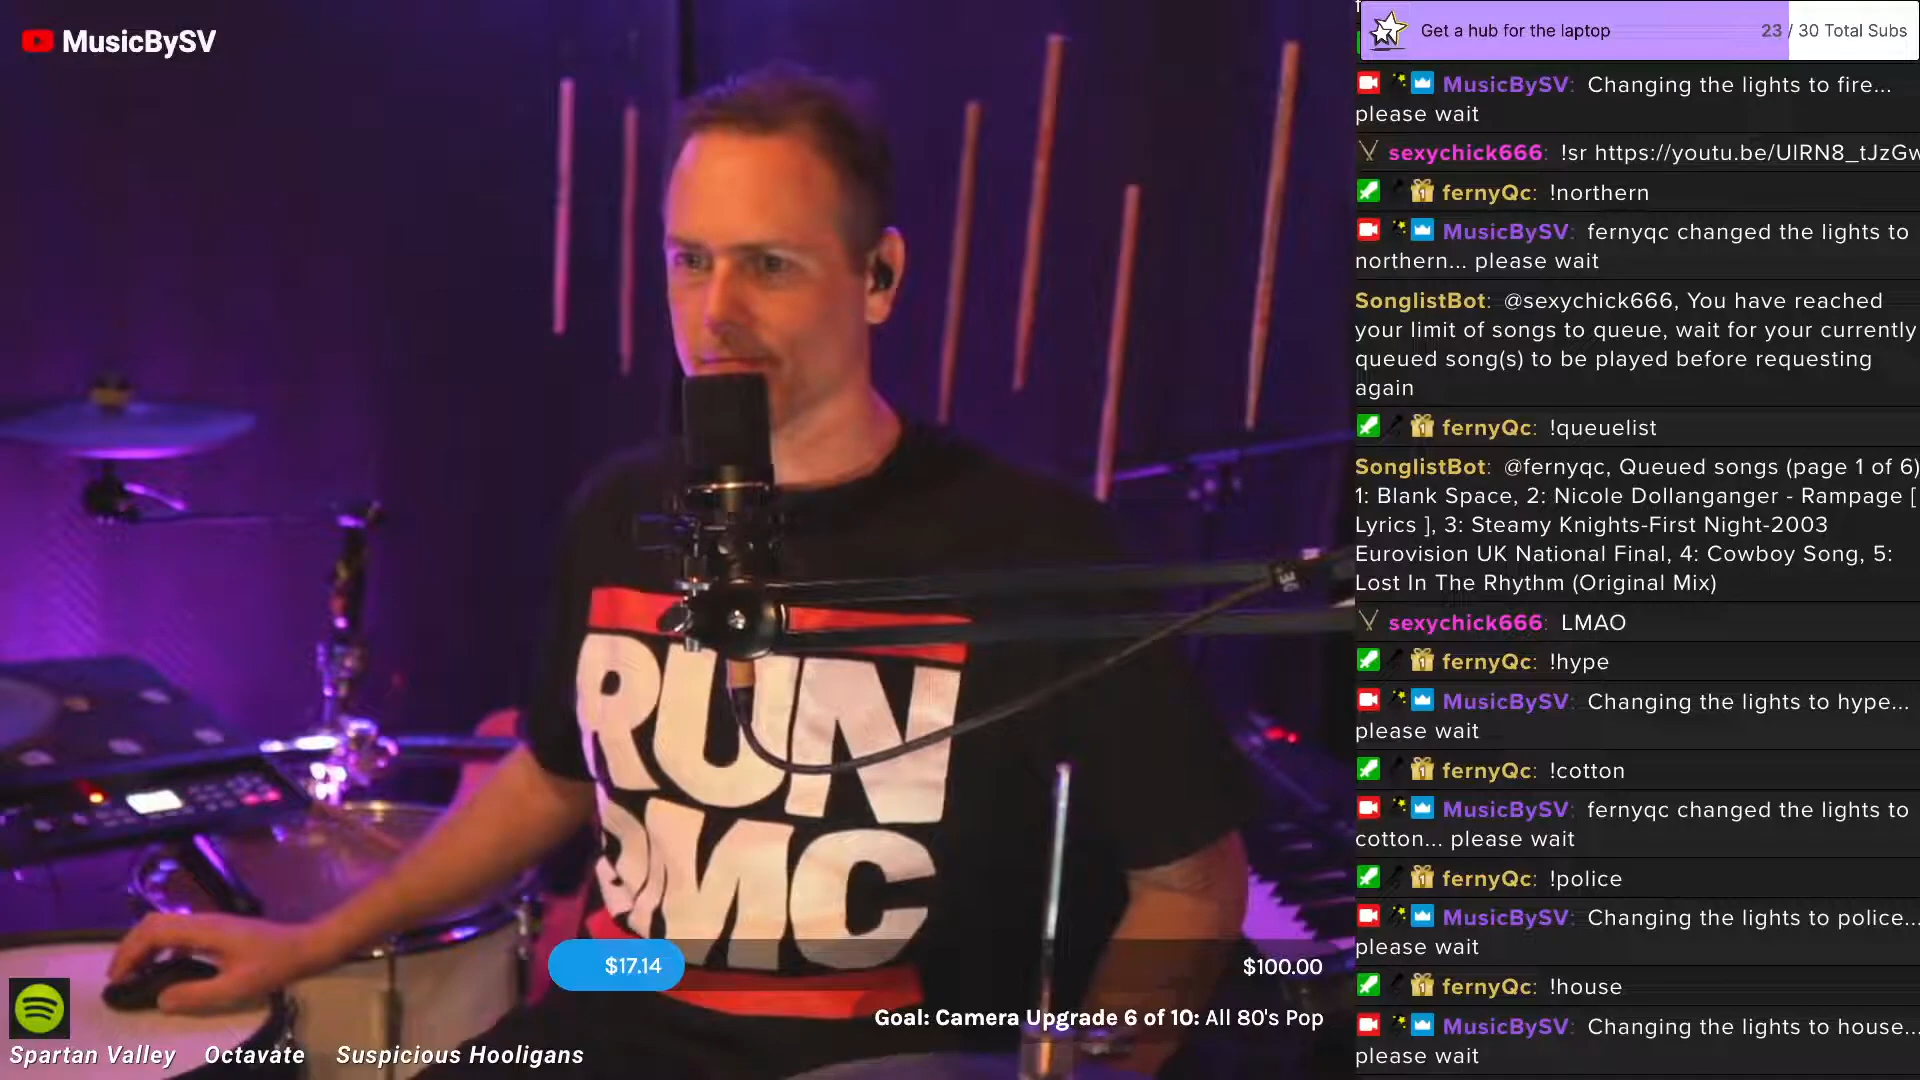 MusicBySV
Get a hub for the laptop
23 / 30 Total Subs
MusicBySV: Changing the lights to fire...
please wait
sexychick666: !sr https://youtu.be/UIRN8_tJzGw
fernyQc: !northern
MusicBySV: fernyqc changed the lights to
northern... please wait
SonglistBot: @sexychick666, You have reached
your limit of songs to queue, wait for your currently
queued song(s) to be played before requesting
again
fernyQc: !queuelist
SonglistBot: @fernyqc, Queued songs (page 1 of 6)
1: Blank Space, 2: Nicole Dollanganger - Rampage [
Lyrics ], 3: Steamy Knights-First Night-2003
Eurovision UK National Final, 4: Cowboy Song, 5:
Lost In The Rhythm (Original Mix)
sexychick666: LMAO
fernyQc: !hype
MusicBySV: Changing the lights to hype...
please wait
fernyQc: !cotton
MusicBySV: fernyqc changed the lights to
cotton... please wait
fernyQc: !police
MusicBySV: Changing the lights to police...
please wait
fernyQc: !house
MusicBySV: Changing the lights to house...
please wait
RUN
DMC
$17.14
$100.00
Goal: Camera Upgrade 6 of 10: All 80's Pop
Spartan Valley Octavate Suspicious Hooligans